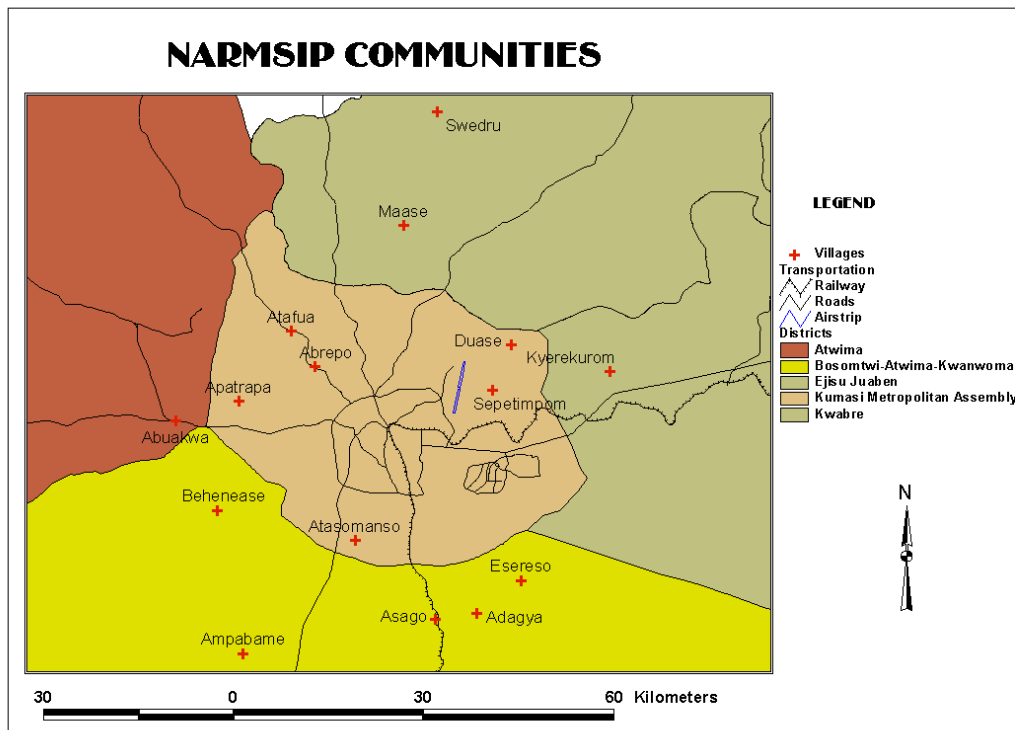 NARMSIP COMMUNITIES
Swedru
Maase
Atafua
Abrepo
Duase
Kyerekurom
Apatrapa
Sepetimpom
Abuakwa
Behenease
Atasomanso
Esereso
Asago
Adagya
Ampabame
LEGEND
Villages
Transportation
Railway
Roads
Airstrip
Districts
Atwima
Bosomtwi-Atwima-Kwanwoma
Ejisu Juaben
Kumasi Metropolitan Assembly
Kwabre
N
30 0 30 60 Kilometers